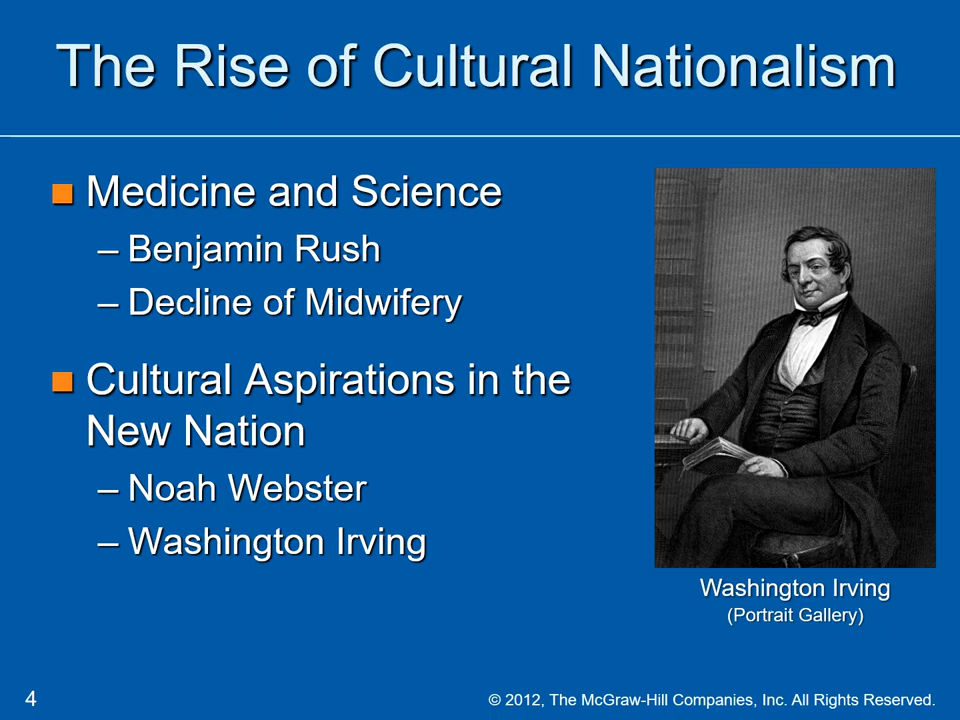 The Rise of Cultural Nationalism
■ Medicine and Science
– Benjamin Rush
– Decline of Midwifery
■ Cultural Aspirations in the
New Nation
– Noah Webster
– Washington Irving
Washington Irving
(Portrait Gallery)
4
© 2012, The McGraw-Hill Companies, Inc. All Rights Reserved.